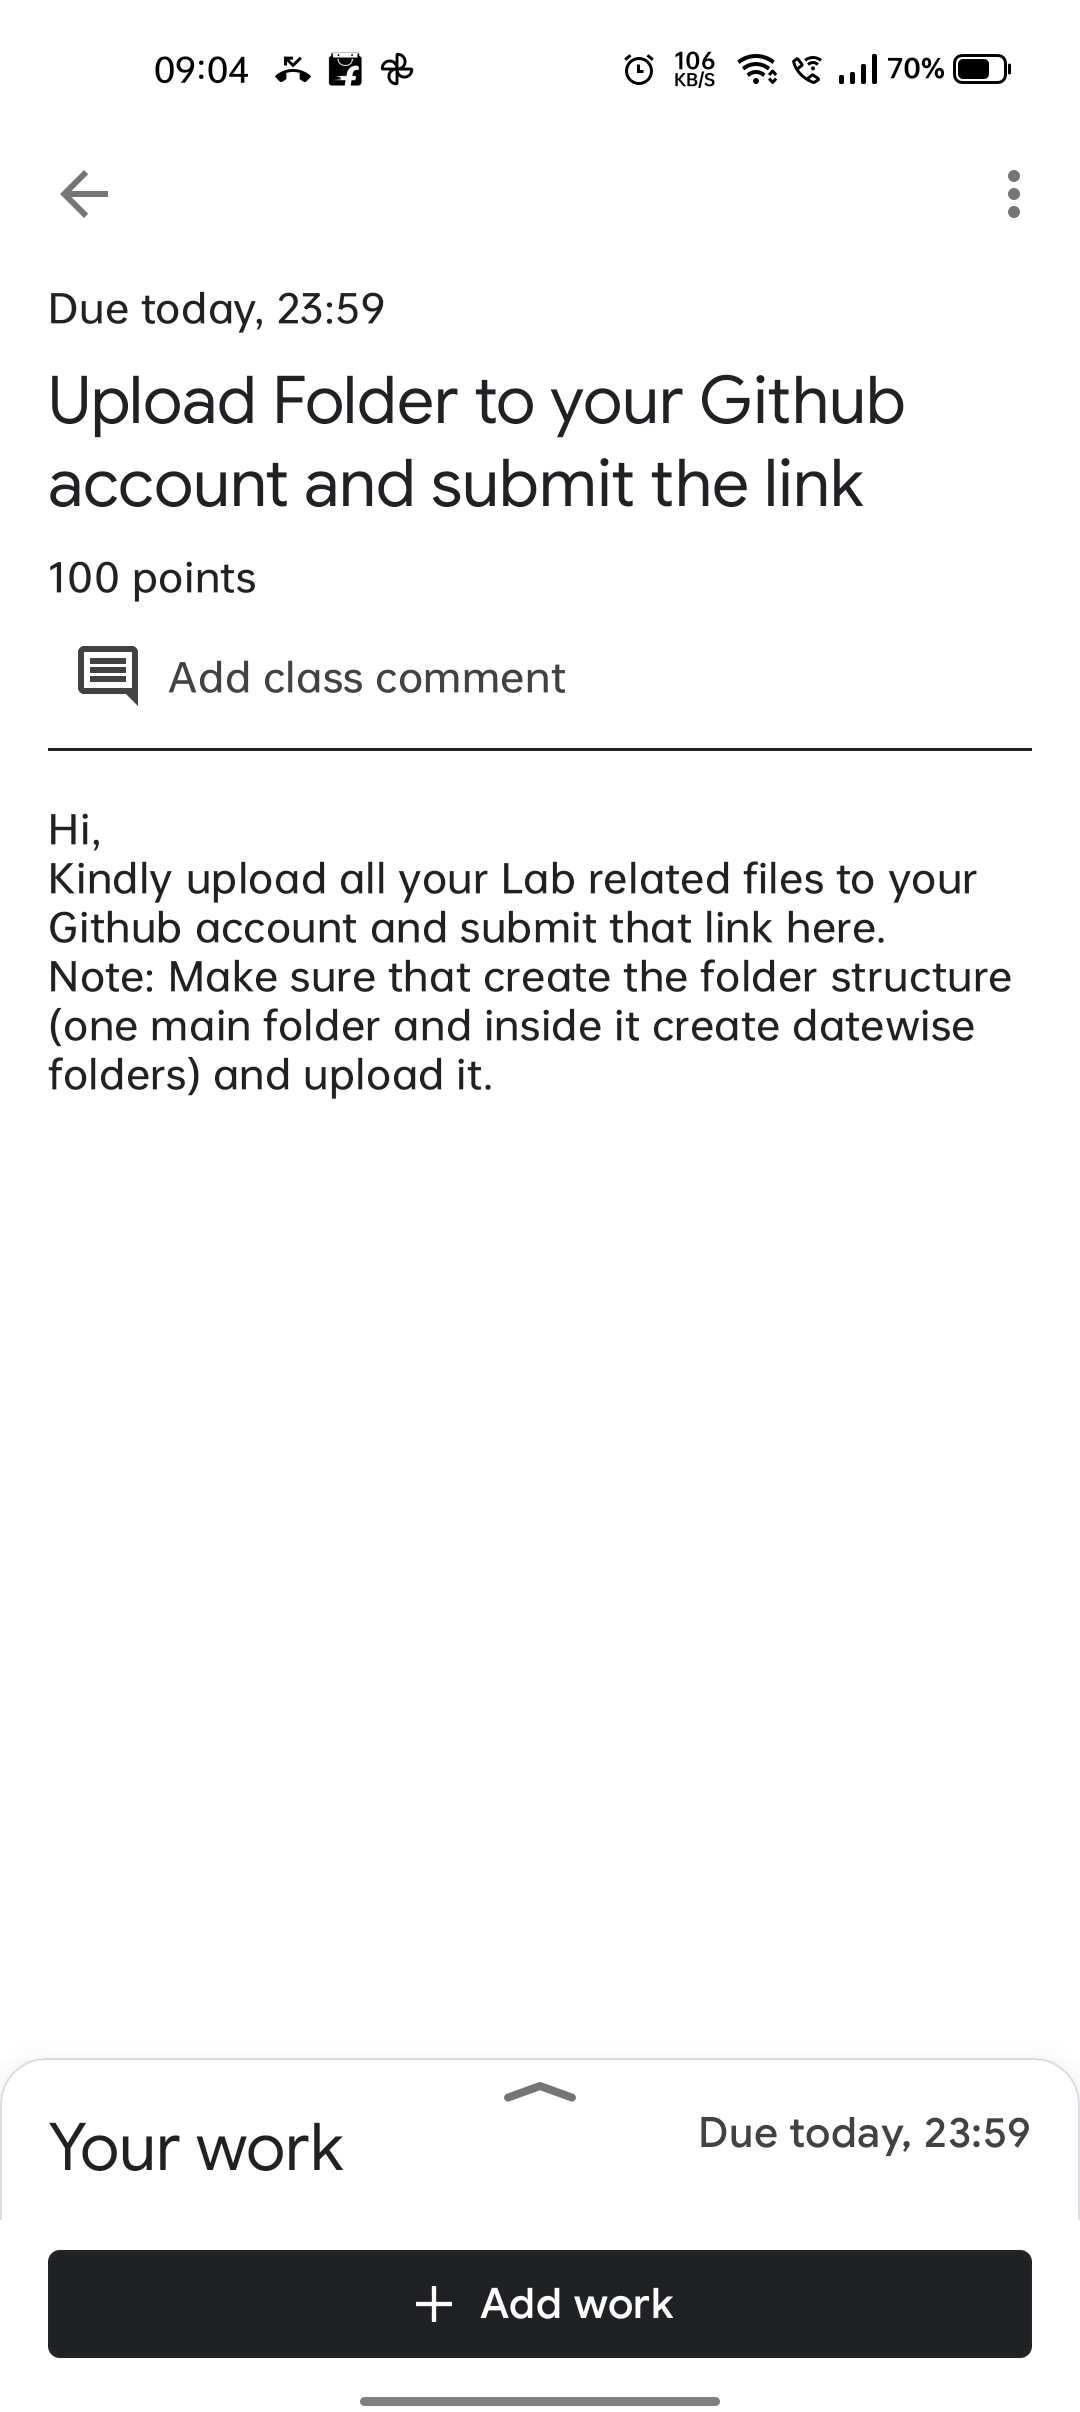 09:04
106
KB/S
70%
Due today, 23:59
Upload Folder to your Github
account and submit the link
100 points
Add class comment
Hi,
Kindly upload all your Lab related files to your
Github account and submit that link here.
Note: Make sure that create the folder structure
(one main folder and inside it create datewise
folders) and upload it.
Your work
Due today, 23:59
+ Add work